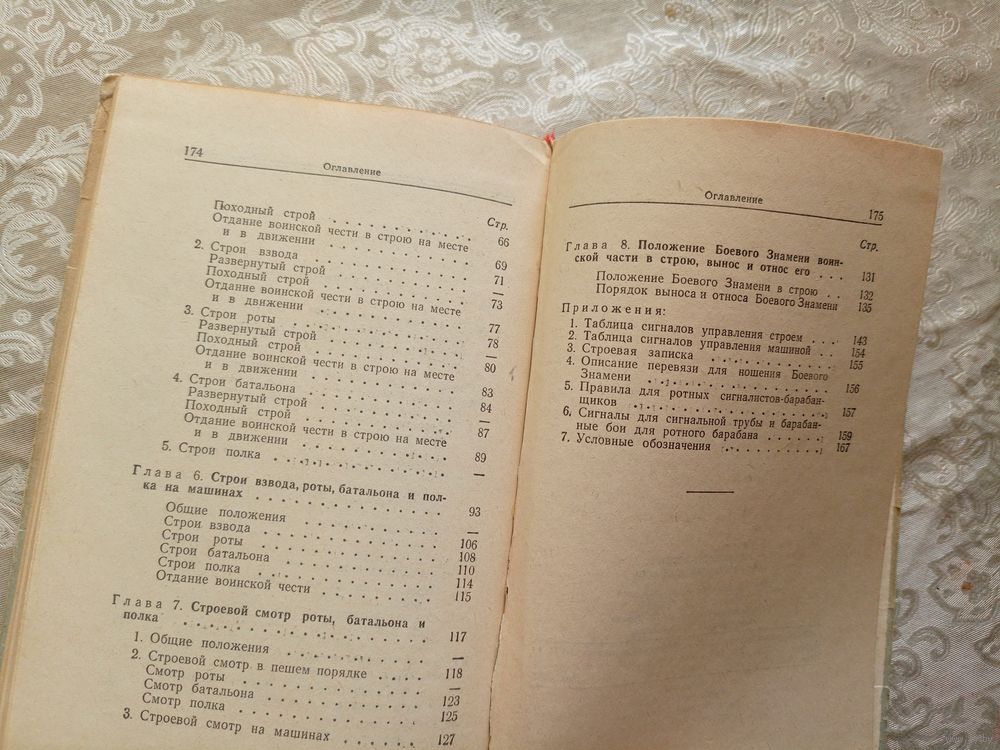 174
Оглавление
Стр.
Походный строй . . . . . . . . . . 66
Отдание воинской чести в строю на месте
и в движении . . . . . . . . . . 69
2. Строи взвода . . . . . . . . . . 71
Развернутый строй . . . . . . . . . . —
Походный строй . . . . . . . . . . 73
Отдание воинской чести в строю на месте
и в движении . . . . . . . . . . 77
3. Строи роты . . . . . . . . . . 78
Развернутый строй . . . . . . . . . . —
Походный строй . . . . . . . . . . 80
Отдание воинской чести в строю на месте
и в движении . . . . . . . . . . 83
4. Строи батальона . . . . . . . . . . 84
Развернутый строй . . . . . . . . . . —
Походный строй . . . . . . . . . . 87
Отдание воинской чести в строю на месте
и в движении . . . . . . . . . . 89
5. Строи полка . . . . . . . . . . —
Глава 6. Строи взвода, роты, батальона и пол-
ка на машинах . . . . . . . . . . 93
Общие положения . . . . . . . . . . —
Строи взвода . . . . . . . . . . 106
Строи роты . . . . . . . . . . 108
Строи батальона . . . . . . . . . . 110
Строи полка . . . . . . . . . . 114
Отдание воинской чести . . . . . . . . 115
Глава 7. Строевой смотр роты, батальона и
полка . . . . . . . . . . 117
1. Общие положения . . . . . . . . . . —
2. Строевой смотр в пешем порядке . . . . 118
Смотр роты . . . . . . . . . . —
Смотр батальона . . . . . . . . . . 123
Смотр полка . . . . . . . . . . 125
3. Строевой смотр на машинах . . . . . . 127
Оглавление
175
Стр.
Глава 8. Положение Боевого Знамени воин-
ской части в строю, вынос и относ его . . . 131
Положение Боевого Знамени в строю . . 132
Порядок выноса и относа Боевого Знамени 135
Приложения:
1. Таблица сигналов управления строем . . 143
2. Таблица сигналов управления машиной . . 154
3. Строевая записка . . . . . . . . . . 155
4. Описание перевязи для ношения Боевого
Знамени . . . . . . . . . . 156
5. Правила для ротных сигналистов-барабан-
щиков . . . . . . . . . . 157
6. Сигналы для сигнальной трубы и барабан-
ные бои для ротного барабана . . . . . . 159
7. Условные обозначения . . . . . . . . 167